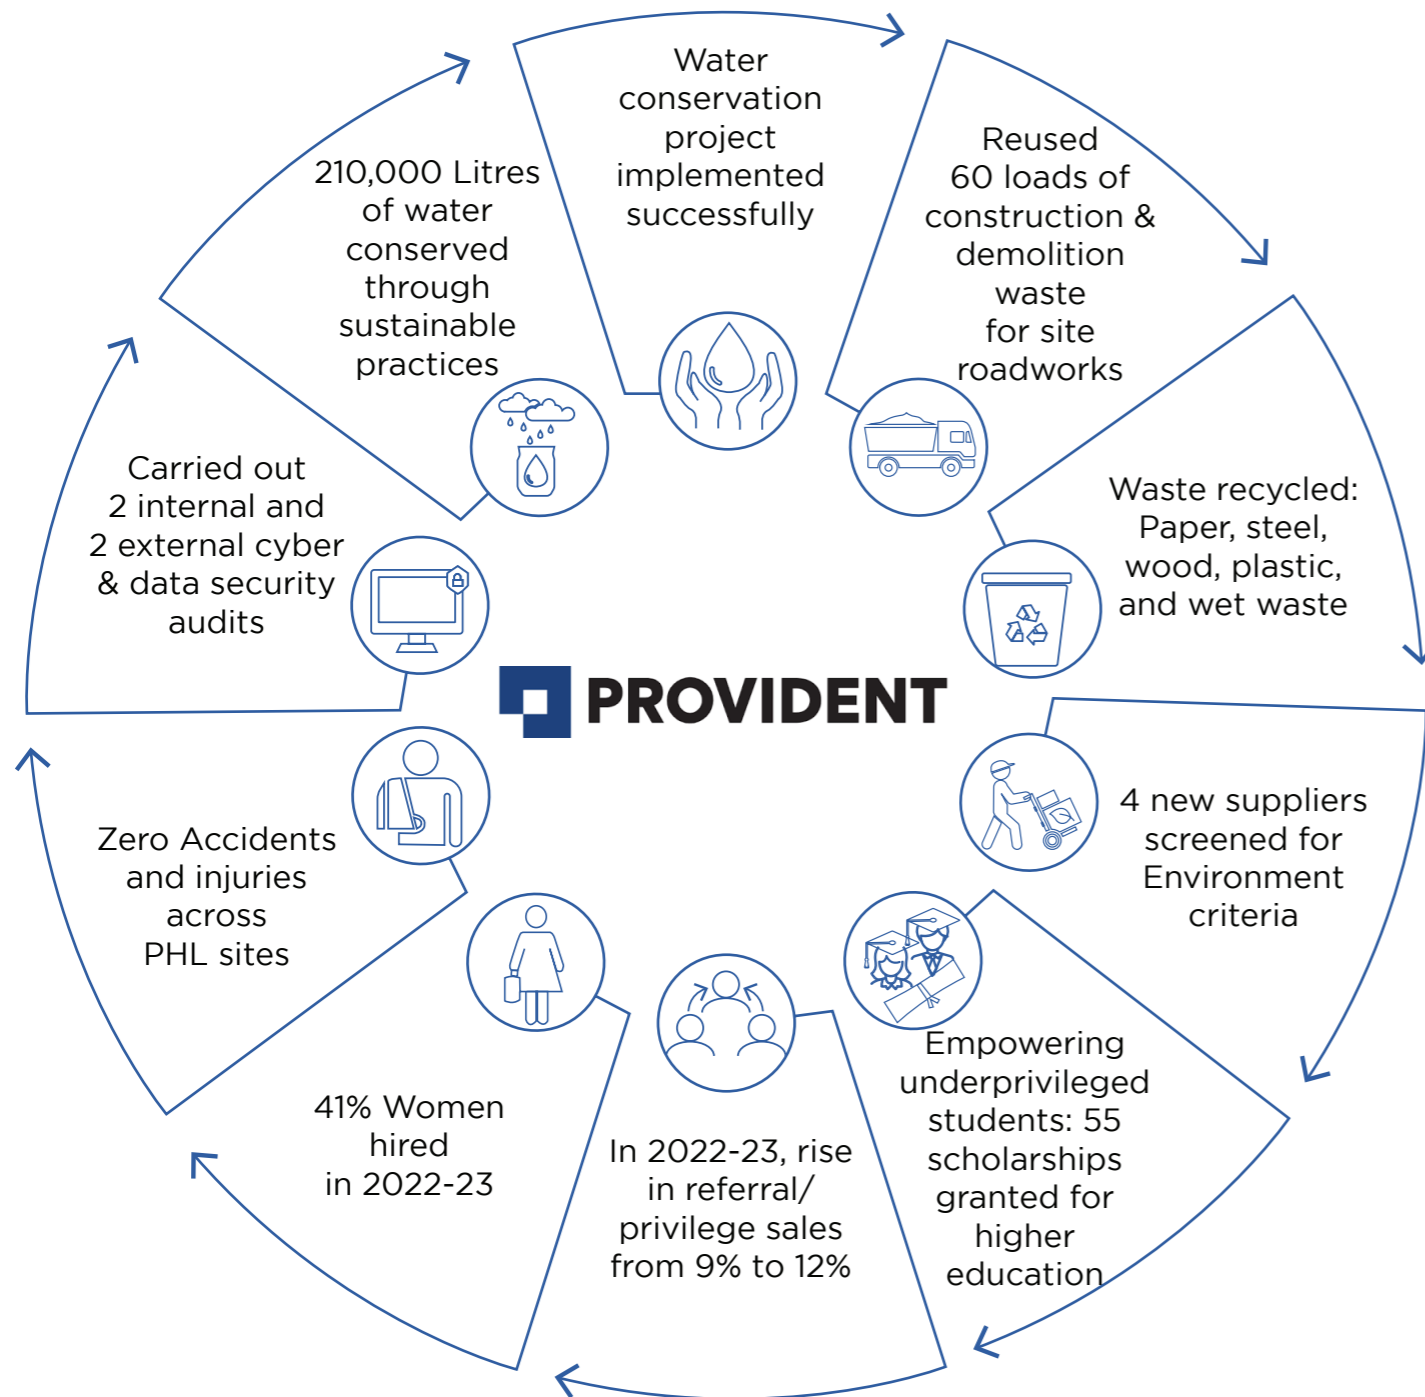 Water
conservation
project
implemented
successfully
Reused
60 loads of
construction &
demolition
waste
for site
roadworks
Waste recycled:
Paper, steel,
wood, plastic,
and wet waste
4 new suppliers
screened for
Environment
criteria
Empowering
underprivileged
students: 55
scholarships
granted for
higher
education
In 2022-23, rise
in referral/
privilege sales
from 9% to 12%
41% Women
hired
in 2022-23
Zero Accidents
and injuries
across
PHL sites
Carried out
2 internal and
2 external cyber
& data security
audits
210,000 Litres
of water
conserved
through
sustainable
practices
PROVIDENT